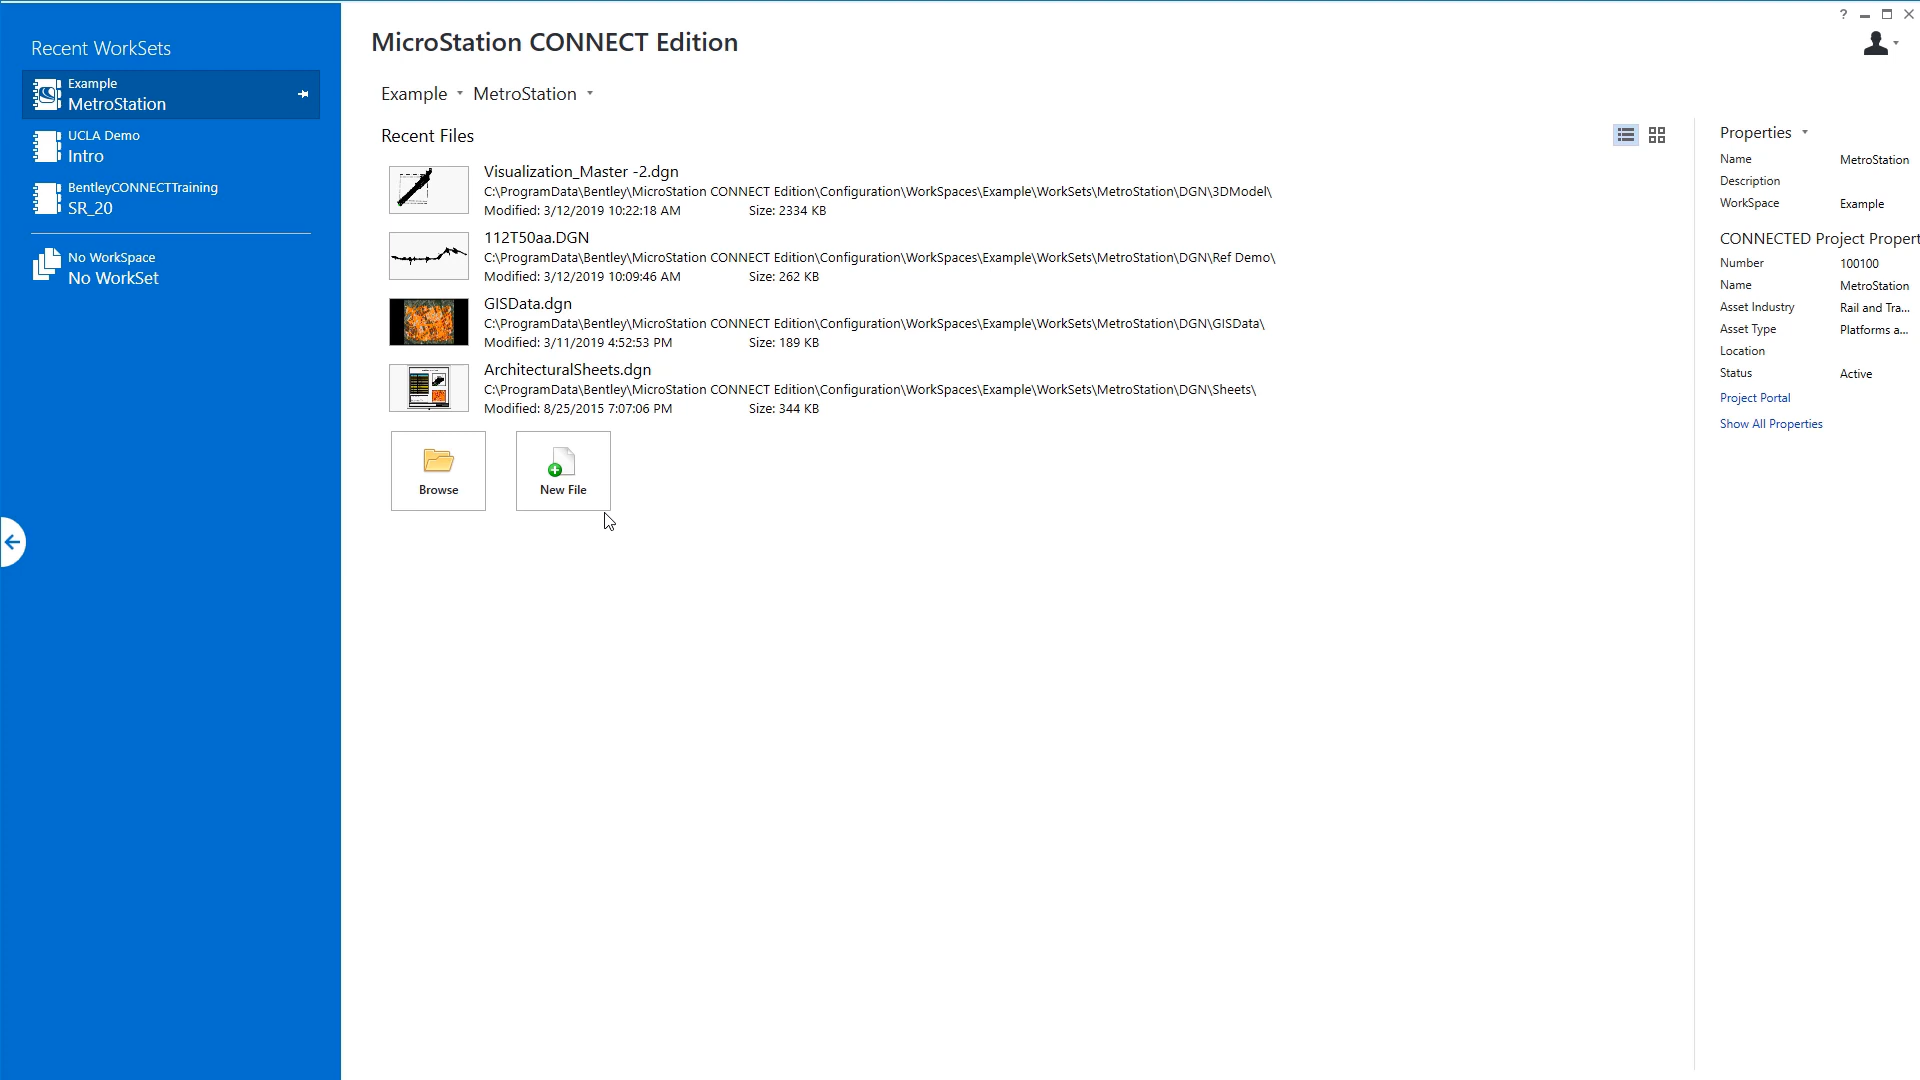 Recent WorkSets
Example
MetroStation
UCLA Demo
Intro
BentleyCONNECTTraining
SR_20
No WorkSpace
No WorkSet
?
MicroStation CONNECT Edition
Example MetroStation
Recent Files
Visualization_Master -2.dgn
C:\ProgramData\Bentley\MicroStation CONNECT Edition\Configuration\WorkSpaces\Example\WorkSets\MetroStation\DGN\3DModel\
Modified: 3/12/2019 10:22:18 AM Size: 2334 KB
112T50aa.DGN
C:\ProgramData\Bentley\MicroStation CONNECT Edition\Configuration\WorkSpaces\Example\WorkSets\MetroStation\DGN\Ref Demo\
Modified: 3/12/2019 10:09:46 AM Size: 262 KB
GISData.dgn
C:\ProgramData\Bentley\MicroStation CONNECT Edition\Configuration\WorkSpaces\Example\WorkSets\MetroStation\DGN\GISData\
Modified: 3/11/2019 4:52:53 PM Size: 189 KB
ArchitecturalSheets.dgn
C:\ProgramData\Bentley\MicroStation CONNECT Edition\Configuration\WorkSpaces\Example\WorkSets\MetroStation\DGN\Sheets\
Modified: 8/25/2015 7:07:06 PM Size: 344 KB
Browse
New File
Properties
Name MetroStation
Description
WorkSpace Example
CONNECTED Project Propert
Number 100100
Name MetroStation
Asset Industry Rail and Tra...
Asset Type Platforms a...
Location
Status Active
Project Portal
Show All Properties